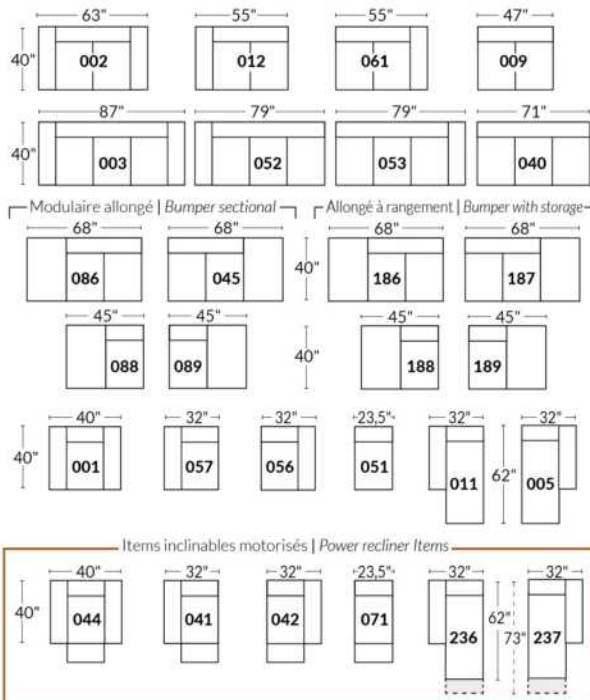 63" 55" 55" 47"
40" 002 012 061 009
87" 79" 79" 71"
40" 003 052 053 040
Modulaire allongé | Bumper sectional Allongé à rangement | Bumper with storage
68" 68" 68" 68"
086 045 40" 186 187
45" 45" 45" 45"
088 089 40" 188 189
40" 32" 32" 23,5" 32" 32"
40" 001 057 056 051 011 62" 005
Items inclinables motorisés | Power recliner Items
40" 32" 32" 23,5" 32" 32"
40" 044 041 042 071 236 62" 73" 237